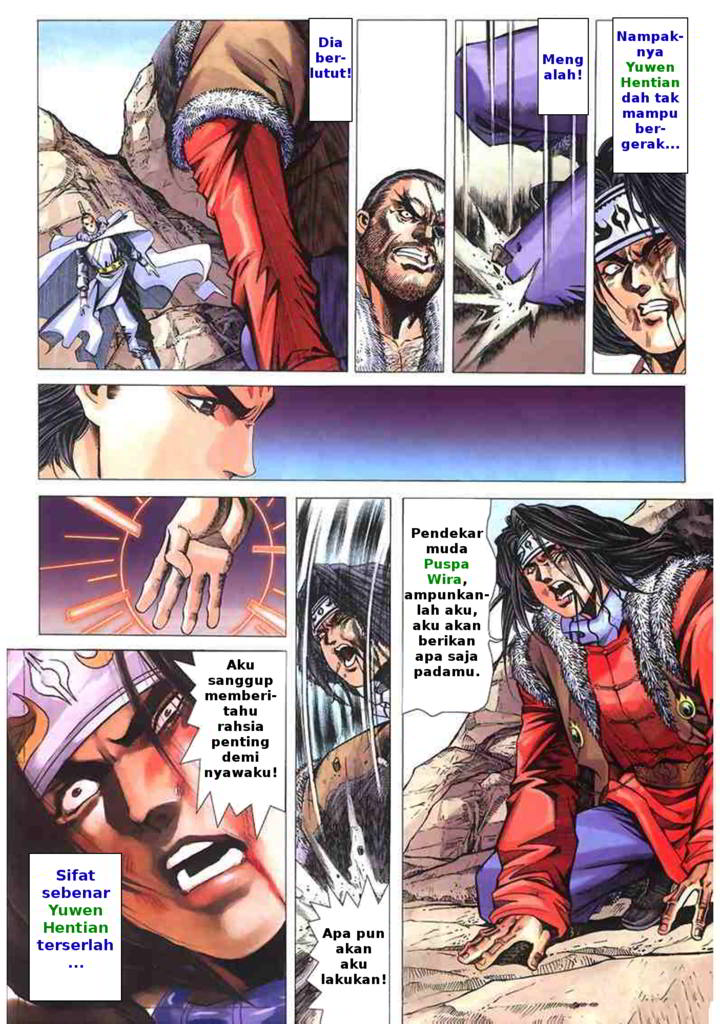 Nampak-
nya
Yuwen
Hentian
dah tak
mampu
ber-
gerak...
Meng
alah!
Dia
ber-
lutut!
Pendekar
muda
Puspa
Wira,
ampunkan-
lah aku,
aku akan
berikan
apa saja
padamu.
Apa pun
akan
aku
lakukan!
Aku
sanggup
memberi-
tahu
rahsia
penting
demi
nyawaku!
Sifat
sebenar
Yuwen
Hentian
terserlah
...